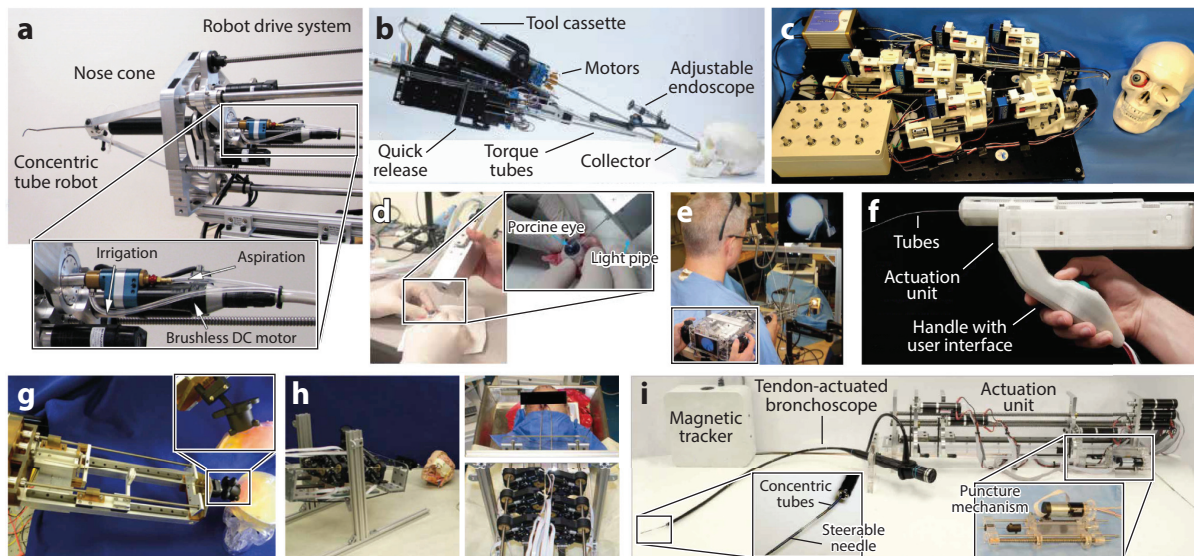 a
Robot drive system
Nose cone
Concentric
tube robot
Irrigation
Aspiration
Brushless DC motor
b
Tool cassette
Motors
Adjustable
endoscope
Quick
release
Torque
tubes
Collector
c
d
Porcine eye
Light pipe
e
f
Tubes
Actuation
unit
Handle with
user interface
g
h
i
Magnetic
tracker
Tendon-actuated
bronchoscope
Actuation
unit
Concentric
tubes
Steerable
needle
Puncture
mechanism